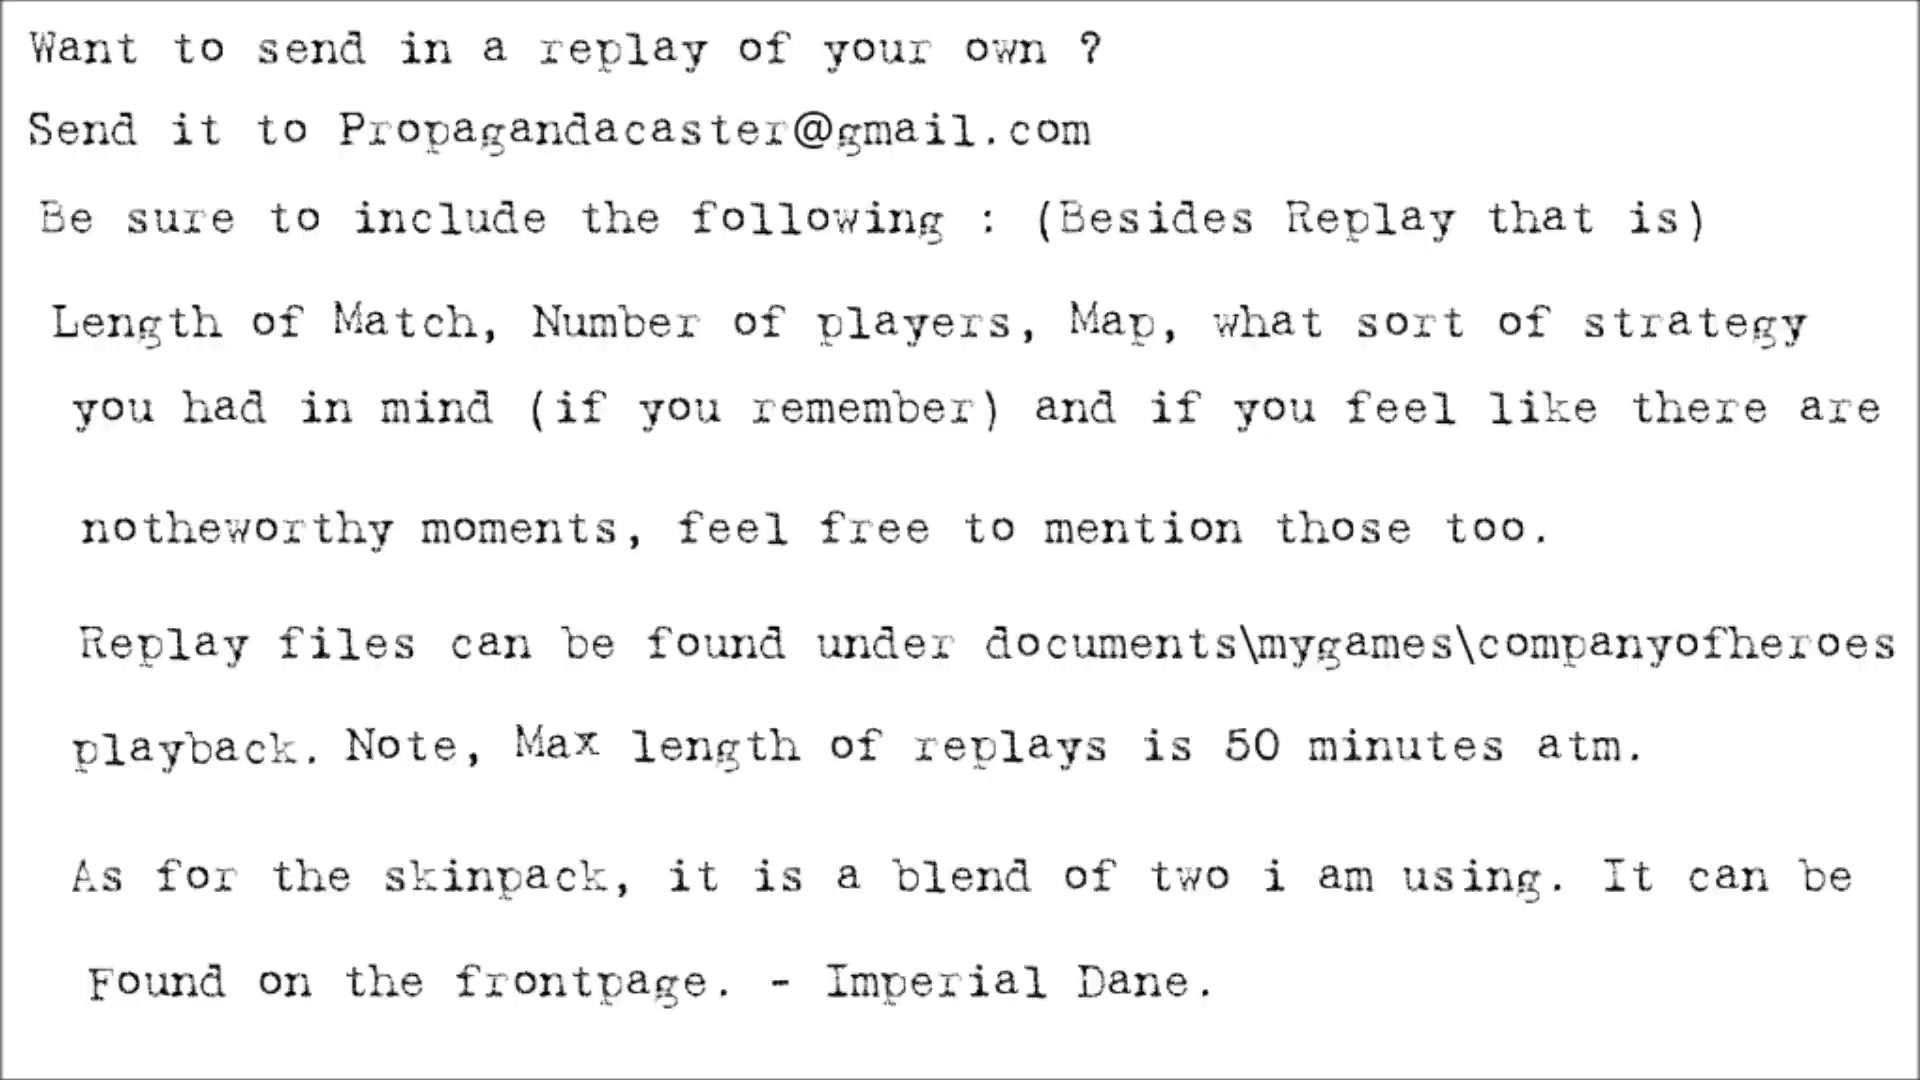 Want to send in a replay of your own ?
Send it to Propagandacaster@gmail.com
Be sure to include the following : (Besides Replay that is)
Length of Match, Number of players, Map, what sort of strategy
you had in mind (if you remember) and if you feel like there are
notheworthy moments, feel free to mention those too.
Replay files can be found under documents\mygames\companyofheroes
playback. Note, Max length of replays is 50 minutes atm.
As for the skinpack, it is a blend of two i am using. It can be
Found on the frontpage. - Imperial Dane.